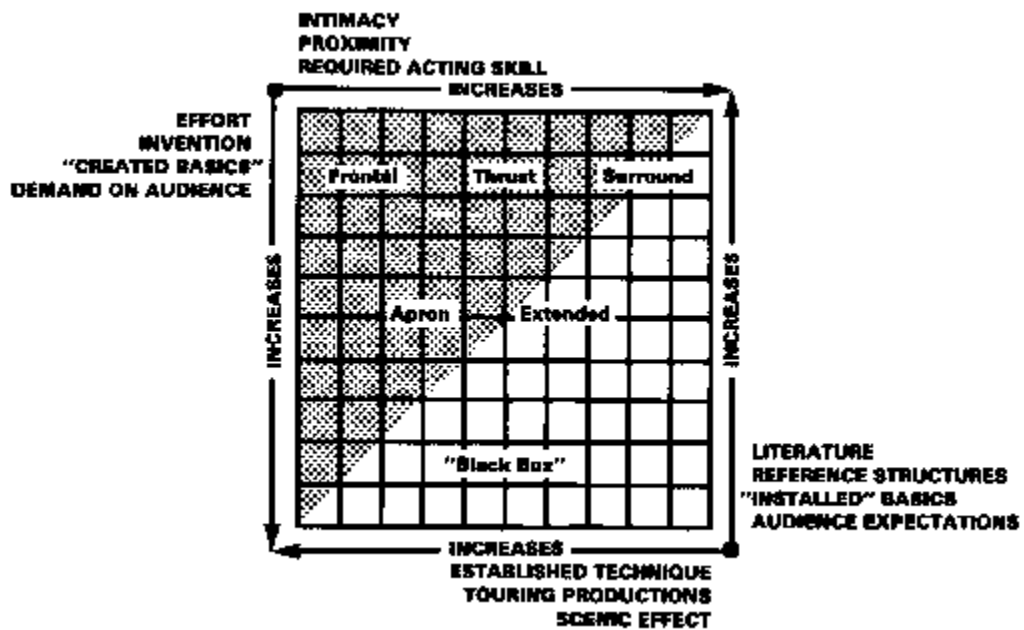 INTIMACY
PROXIMITY
REQUIRED ACTING SKILL
INCREASES
EFFORT
INVENTION
"CREATED BASICS"
DEMAND ON AUDIENCE
Frontal Thrust Surround
INCREASES
INCREASES
Apron Extended
"Black Box"
LITERATURE
REFERENCE STRUCTURES
"INSTALLED" BASICS
AUDIENCE EXPECTATIONS
INCREASES
ESTABLISHED TECHNIQUE
TOURING PRODUCTIONS
SCENIC EFFECT